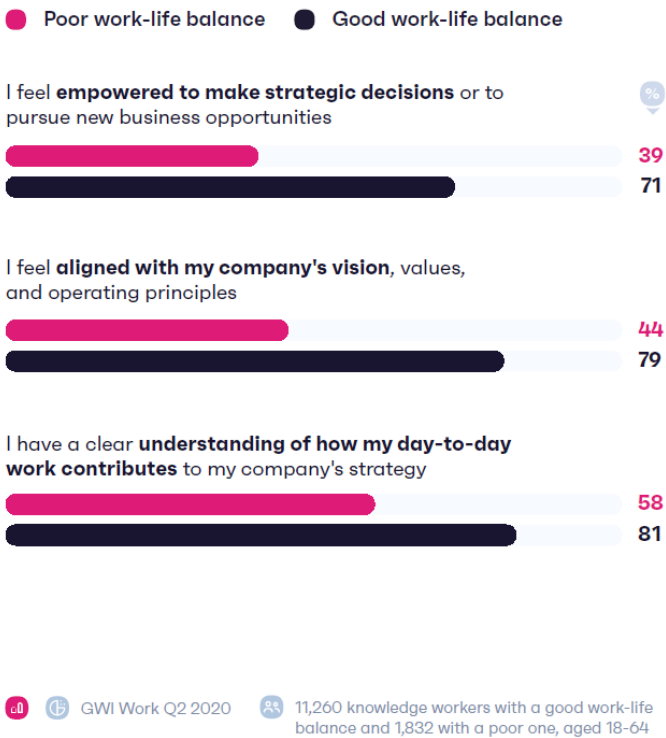 Poor work-life balance Good work-life balance
I feel empowered to make strategic decisions or to
pursue new business opportunities
%
39
71
I feel aligned with my company's vision, values,
and operating principles
44
79
I have a clear understanding of how my day-to-day
work contributes to my company's strategy
58
81
GWI Work Q2 2020
11,260 knowledge workers with a good work-life
balance and 1,832 with a poor one, aged 18-64